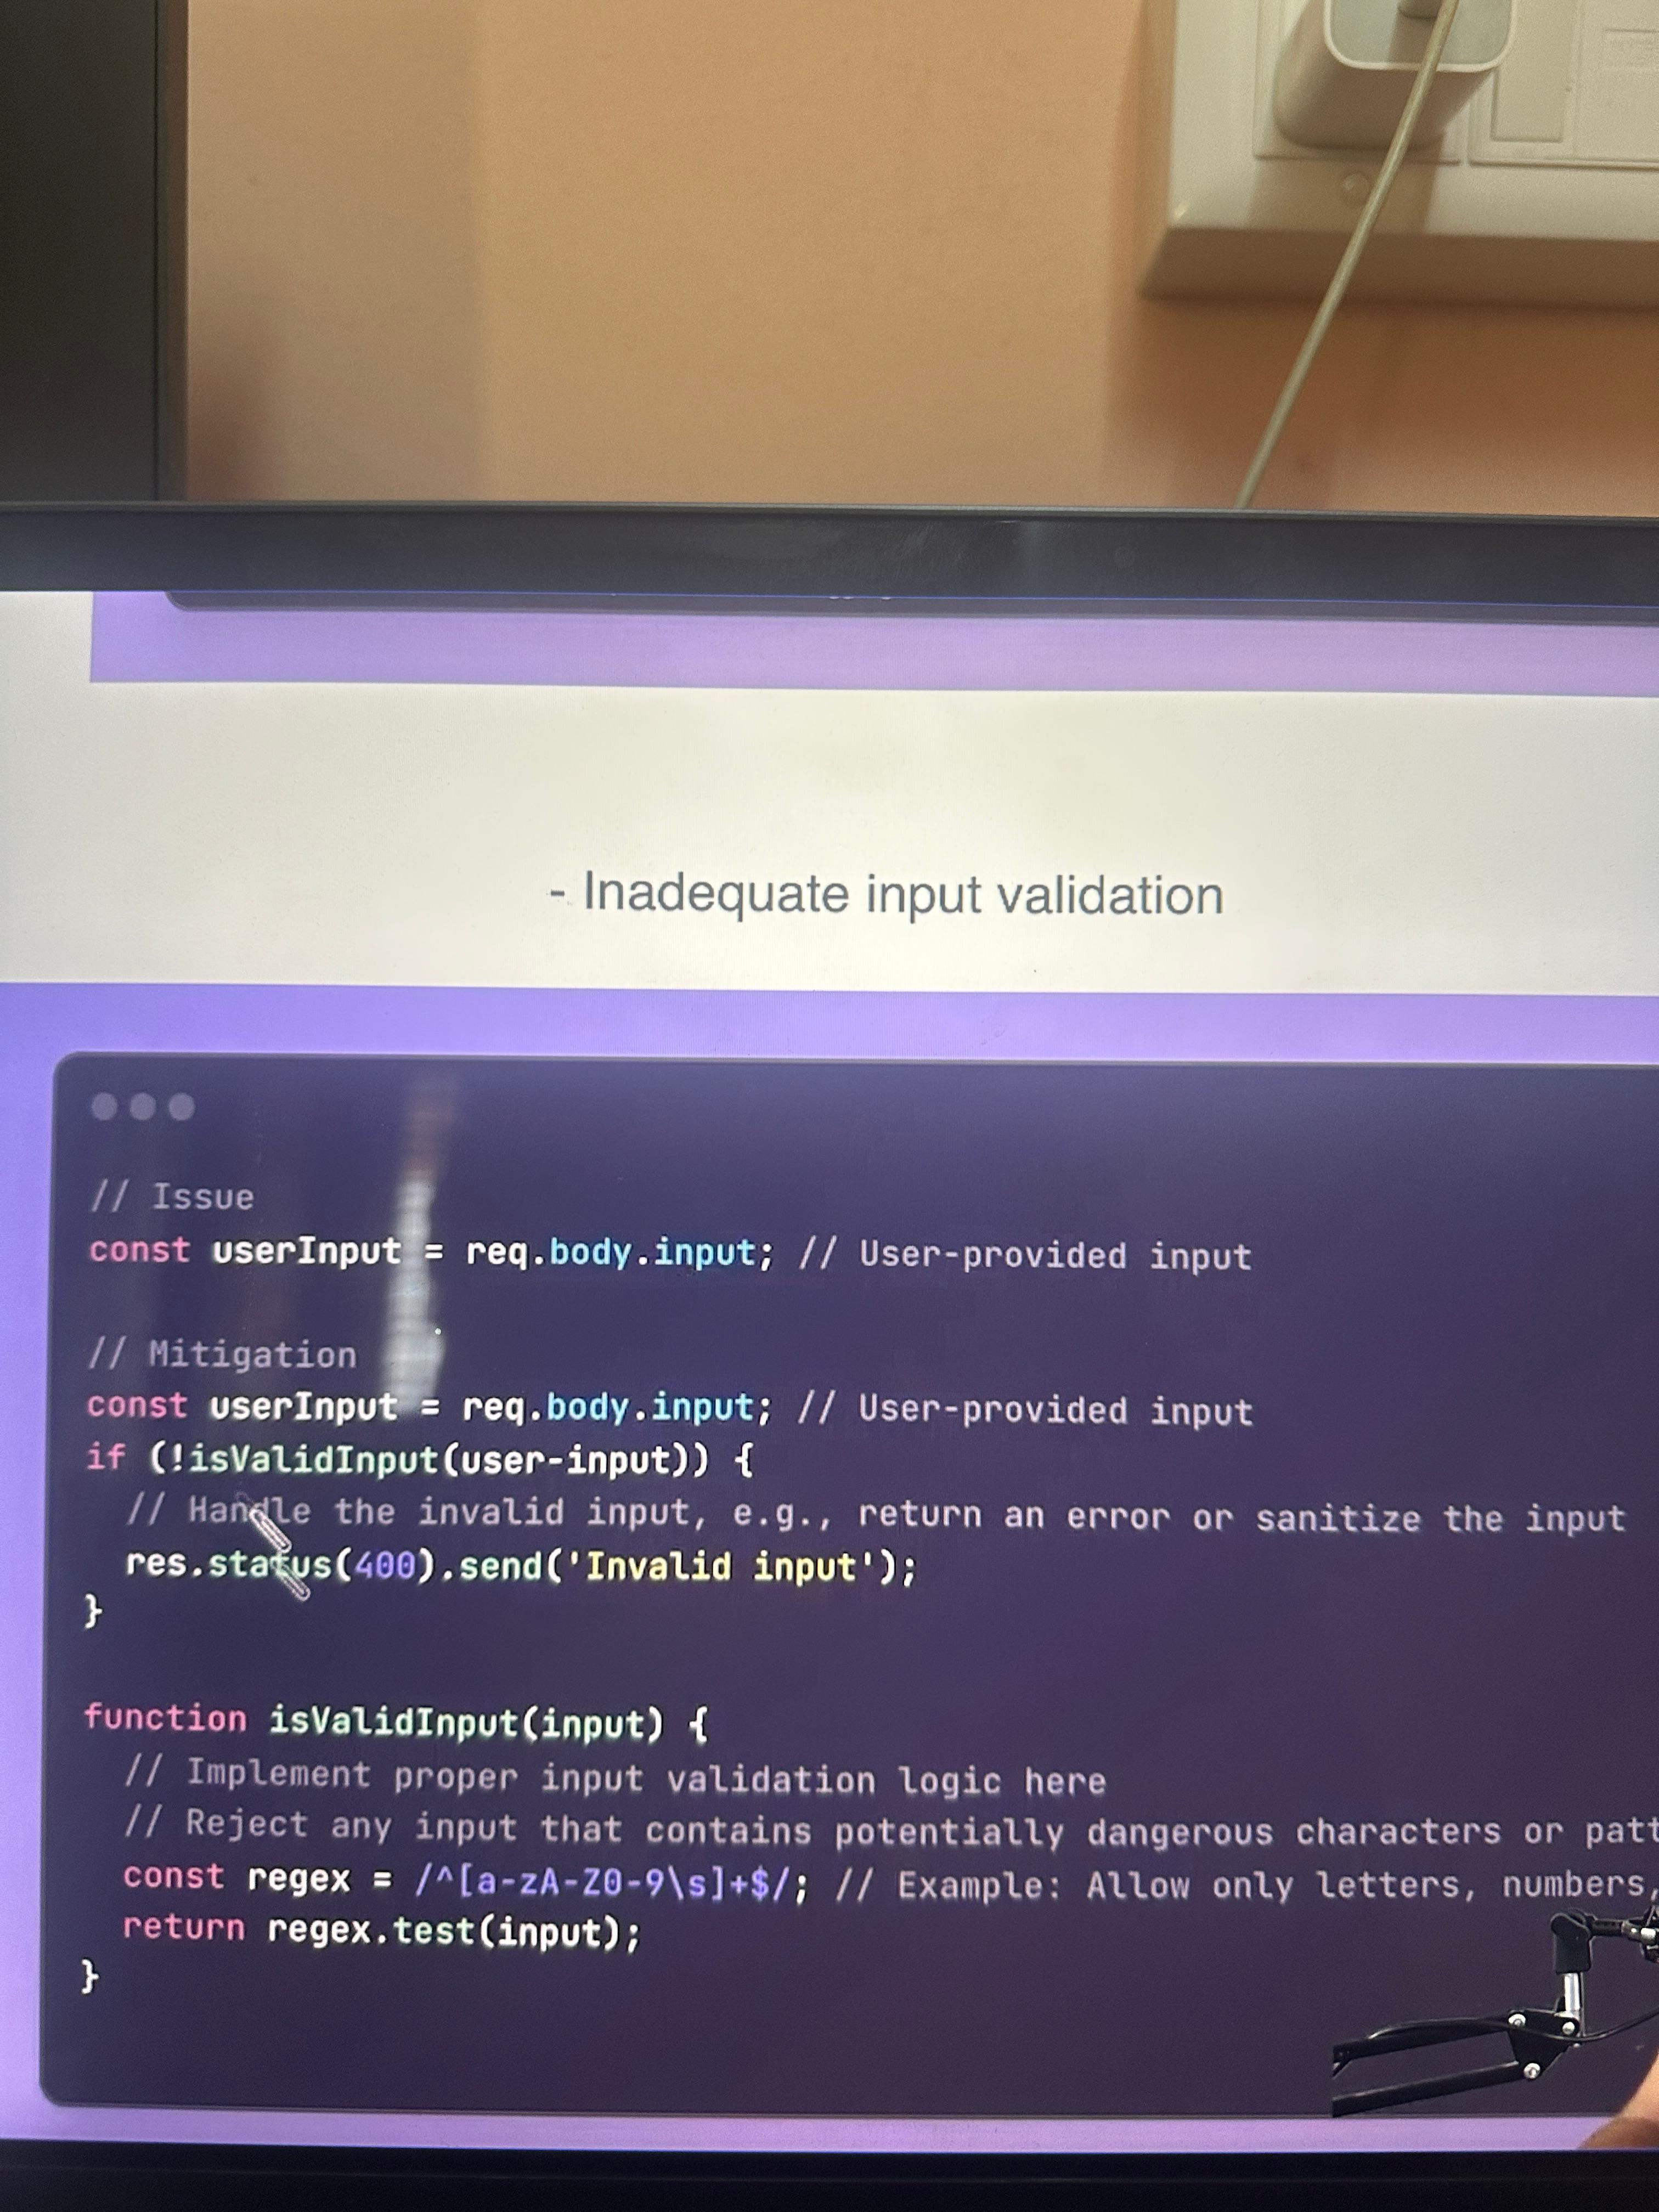 - Inadequate input validation
// Issue
const userInput = req.body.input; // User-provided input
// Mitigation
const userInput = req.body.input; // User-provided input
if (!isValidInput(user-input)) {
// Handle the invalid input, e.g., return an error or sanitize the input
res.status(400).send('Invalid input');
}
function isValidInput(input) {
// Implement proper input validation logic here
// Reject any input that contains potentially dangerous characters or patt
const regex = /^[a-zA-Z0-9\s]+$/; // Example: Allow only letters, numbers,
return regex.test(input);
}